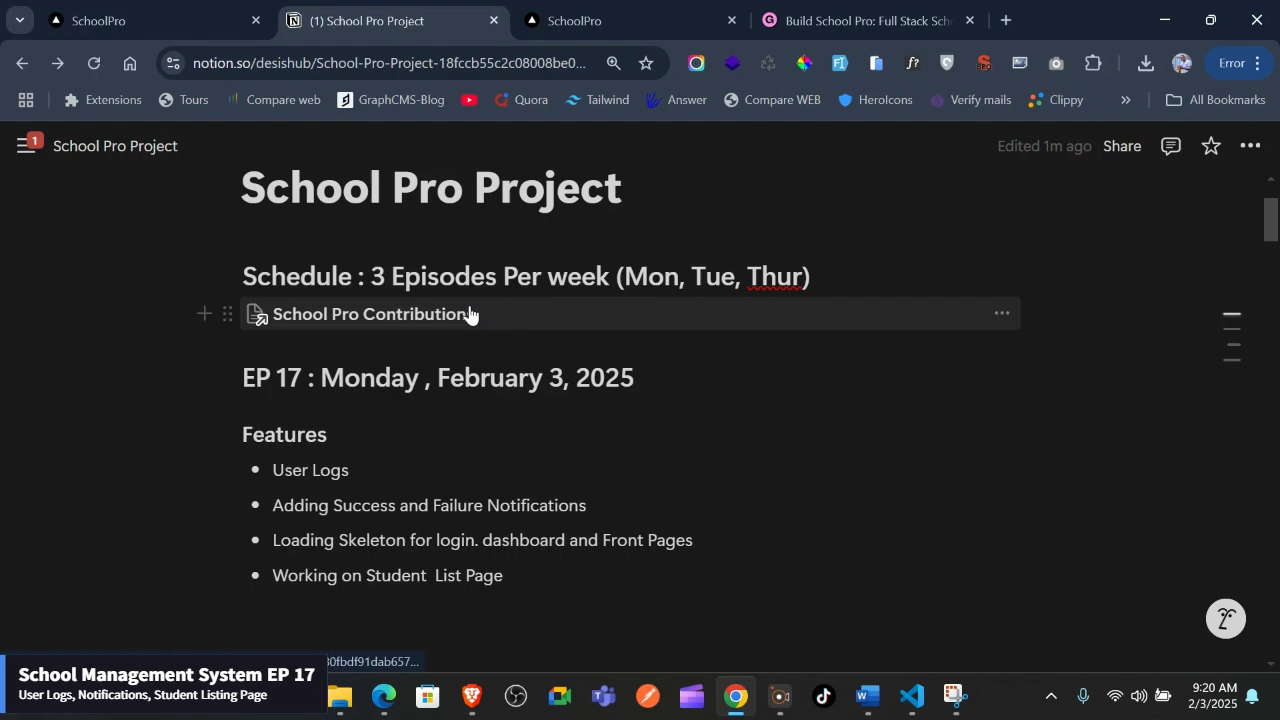 SchoolPro
(1) School Pro Project
SchoolPro
Build School Pro: Full Stack Sch
notion.so/desishub/School-Pro-Project-18fccb55c2c08008be0...
Error
Extensions
Tours
Compare web
GraphCMS-Blog
Quora
Tailwind
Answer
Compare WEB
HeroIcons
Verify mails
Clippy
»
All Bookmarks
1
School Pro Project
Edited 1m ago
Share
School Pro Project
Schedule : 3 Episodes Per week (Mon, Tue, Thur)
School Pro Contribution
EP 17 : Monday , February 3, 2025
Features
• User Logs
• Adding Success and Failure Notifications
• Loading Skeleton for login. dashboard and Front Pages
• Working on Student List Page
30fbdf91dab657...
School Management System EP 17
User Logs, Notifications, Student Listing Page
9:20 AM
2/3/2025